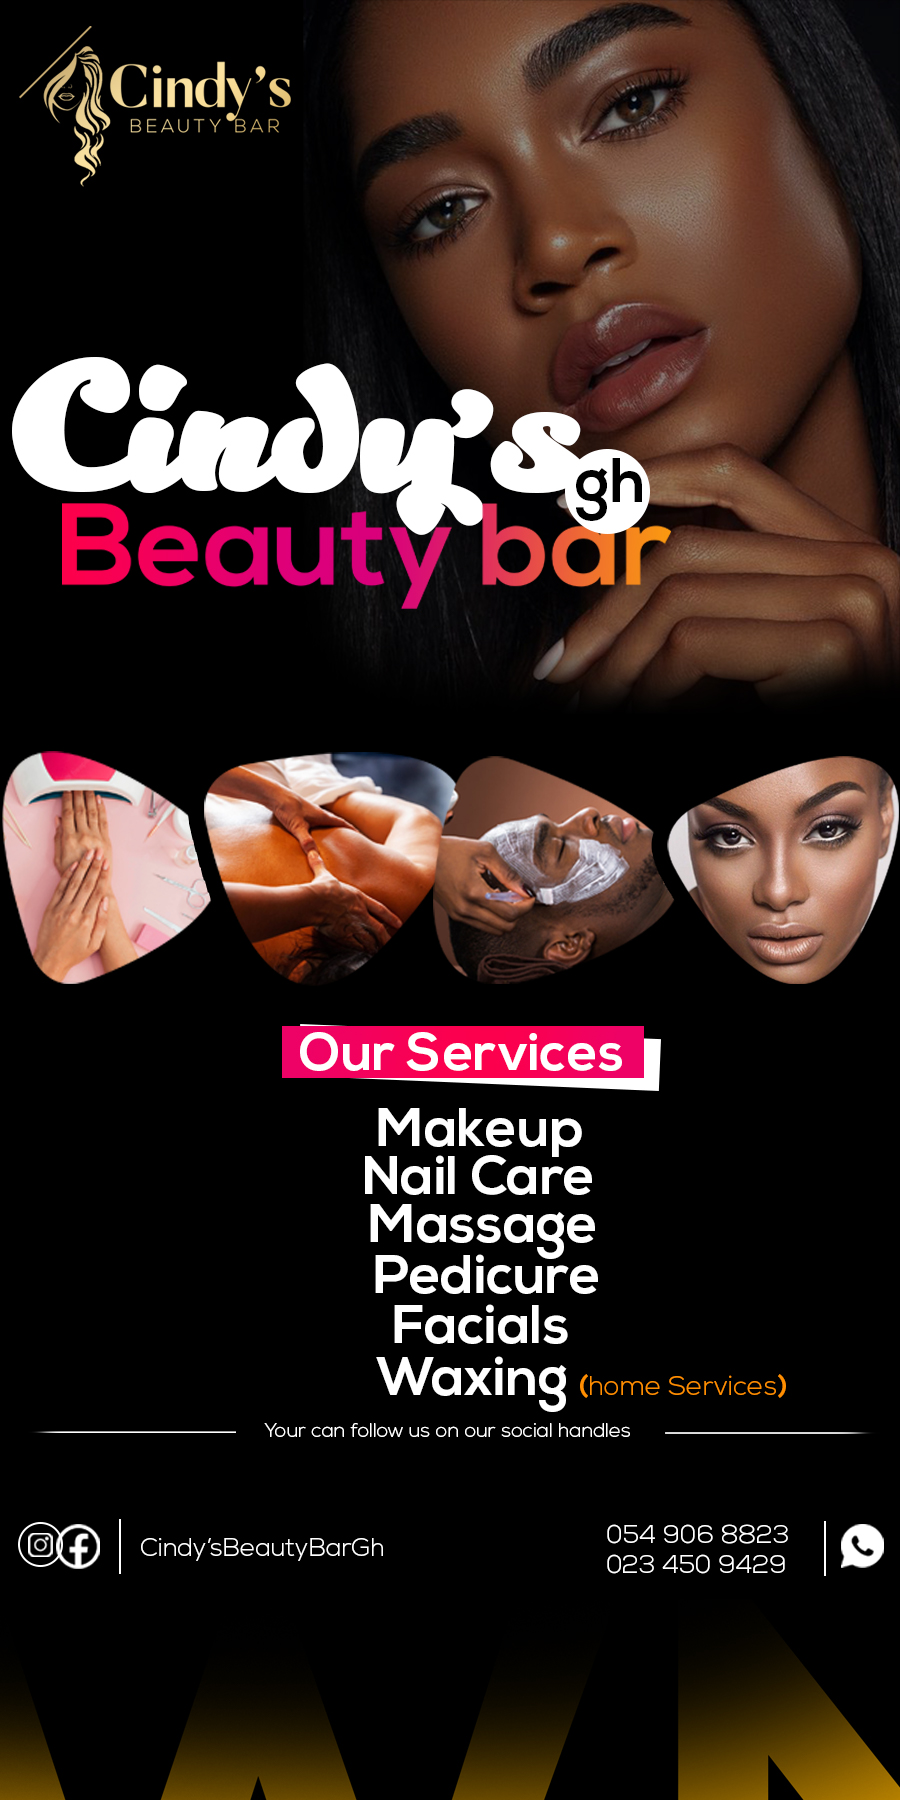 Cindy's
BEAUTY BAR
Cindy's
gh
Beauty bar
Our Services
Makeup
Nail Care
Massage
Pedicure
Facials
Waxing (home Services)
Your can follow us on our social handles
Cindy'sBeautyBarGh
054 906 8823
023 450 9429